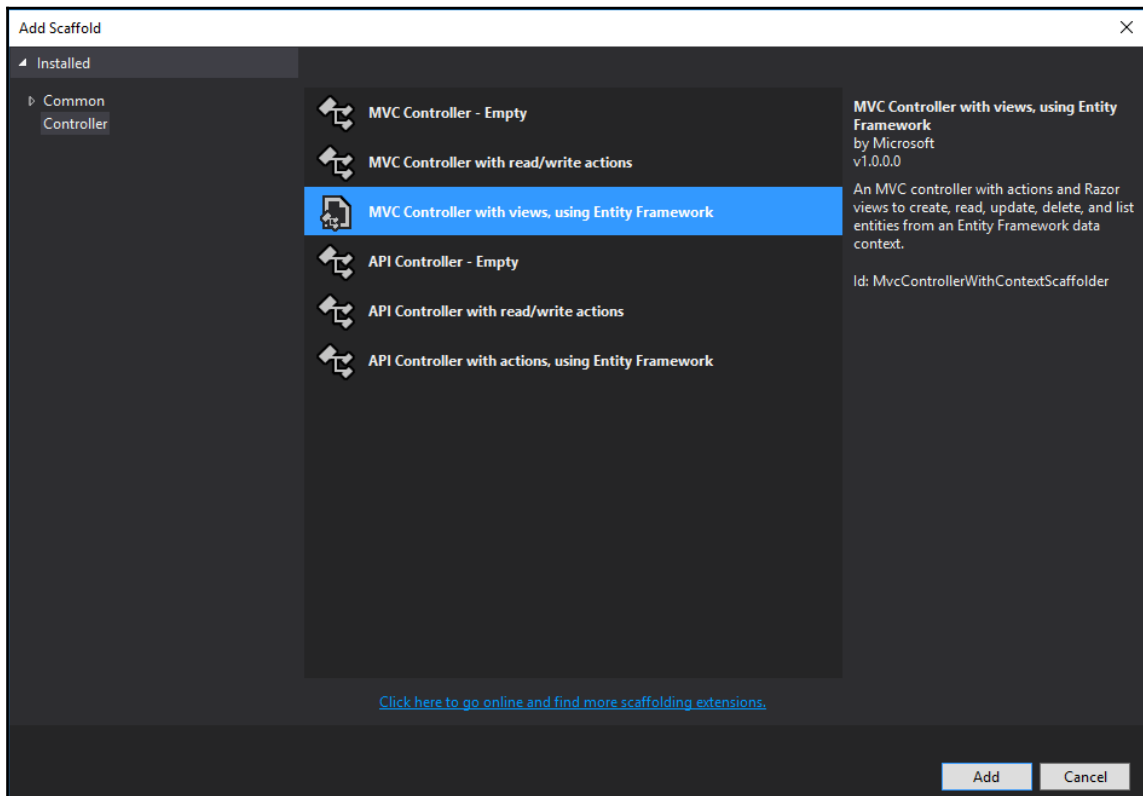 Add Scaffold
Installed
Common
Controller
MVC Controller - Empty
MVC Controller with read/write actions
MVC Controller with views, using Entity Framework
API Controller - Empty
API Controller with read/write actions
API Controller with actions, using Entity Framework
MVC Controller with views, using Entity
Framework
by Microsoft
v1.0.0.0
An MVC controller with actions and Razor
views to create, read, update, delete, and list
entities from an Entity Framework data
context.
Id: MvcControllerWithContextScaffolder
Click here to go online and find more scaffolding extensions.
Add
Cancel